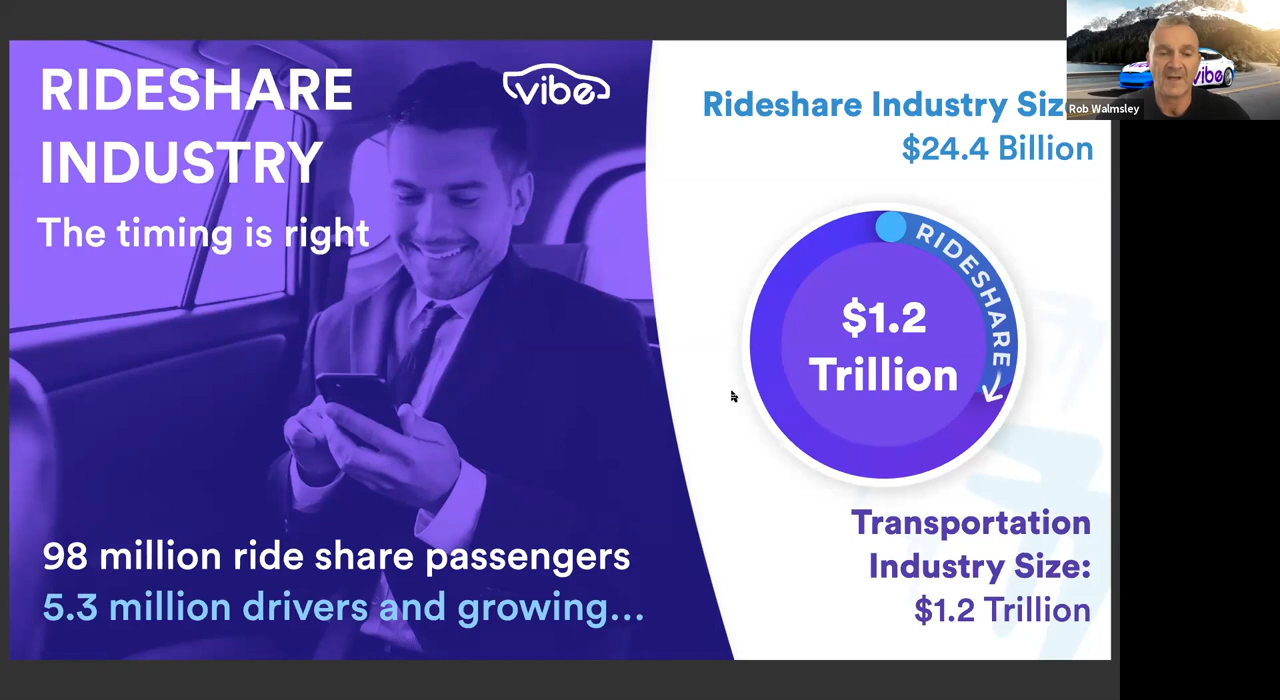 RIDESHARE
INDUSTRY
The timing is right
vibe
98 million ride share passengers
5.3 million drivers and growing...
Rideshare Industry
$24.4 Billion
RIDESHARE
$1.2
Trillion
Transportation
Industry Size:
$1.2 Trillion
vibe
Rob Walmsley